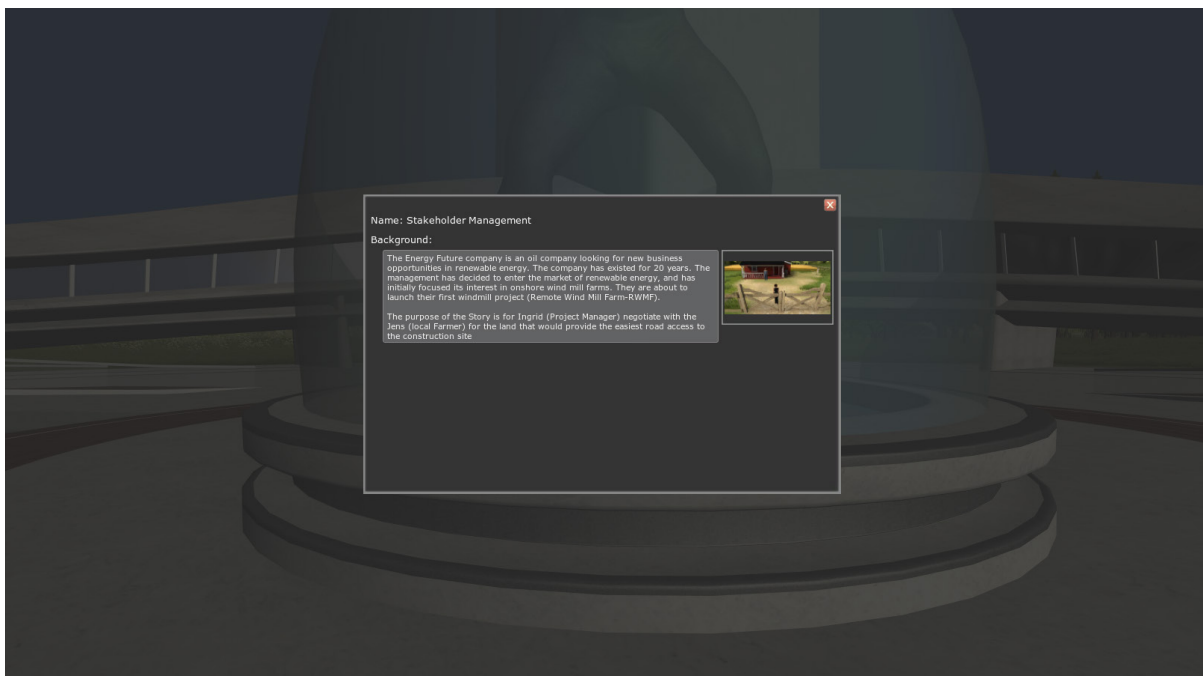 Name: Stakeholder Management
Background:
The Energy Future company is an oil company looking for new business
opportunities in renewable energy. The company has existed for 20 years. The
management has decided to enter the market of renewable energy, and has
initially focused its interest in onshore wind mill farms. They are about to
launch their first windmill project (Remote Wind Mill Farm-RWMF).
The purpose of the Story is for Ingrid (Project Manager) negotiate with the
Jens (local Farmer) for the land that would provide the easiest road access to
the construction site